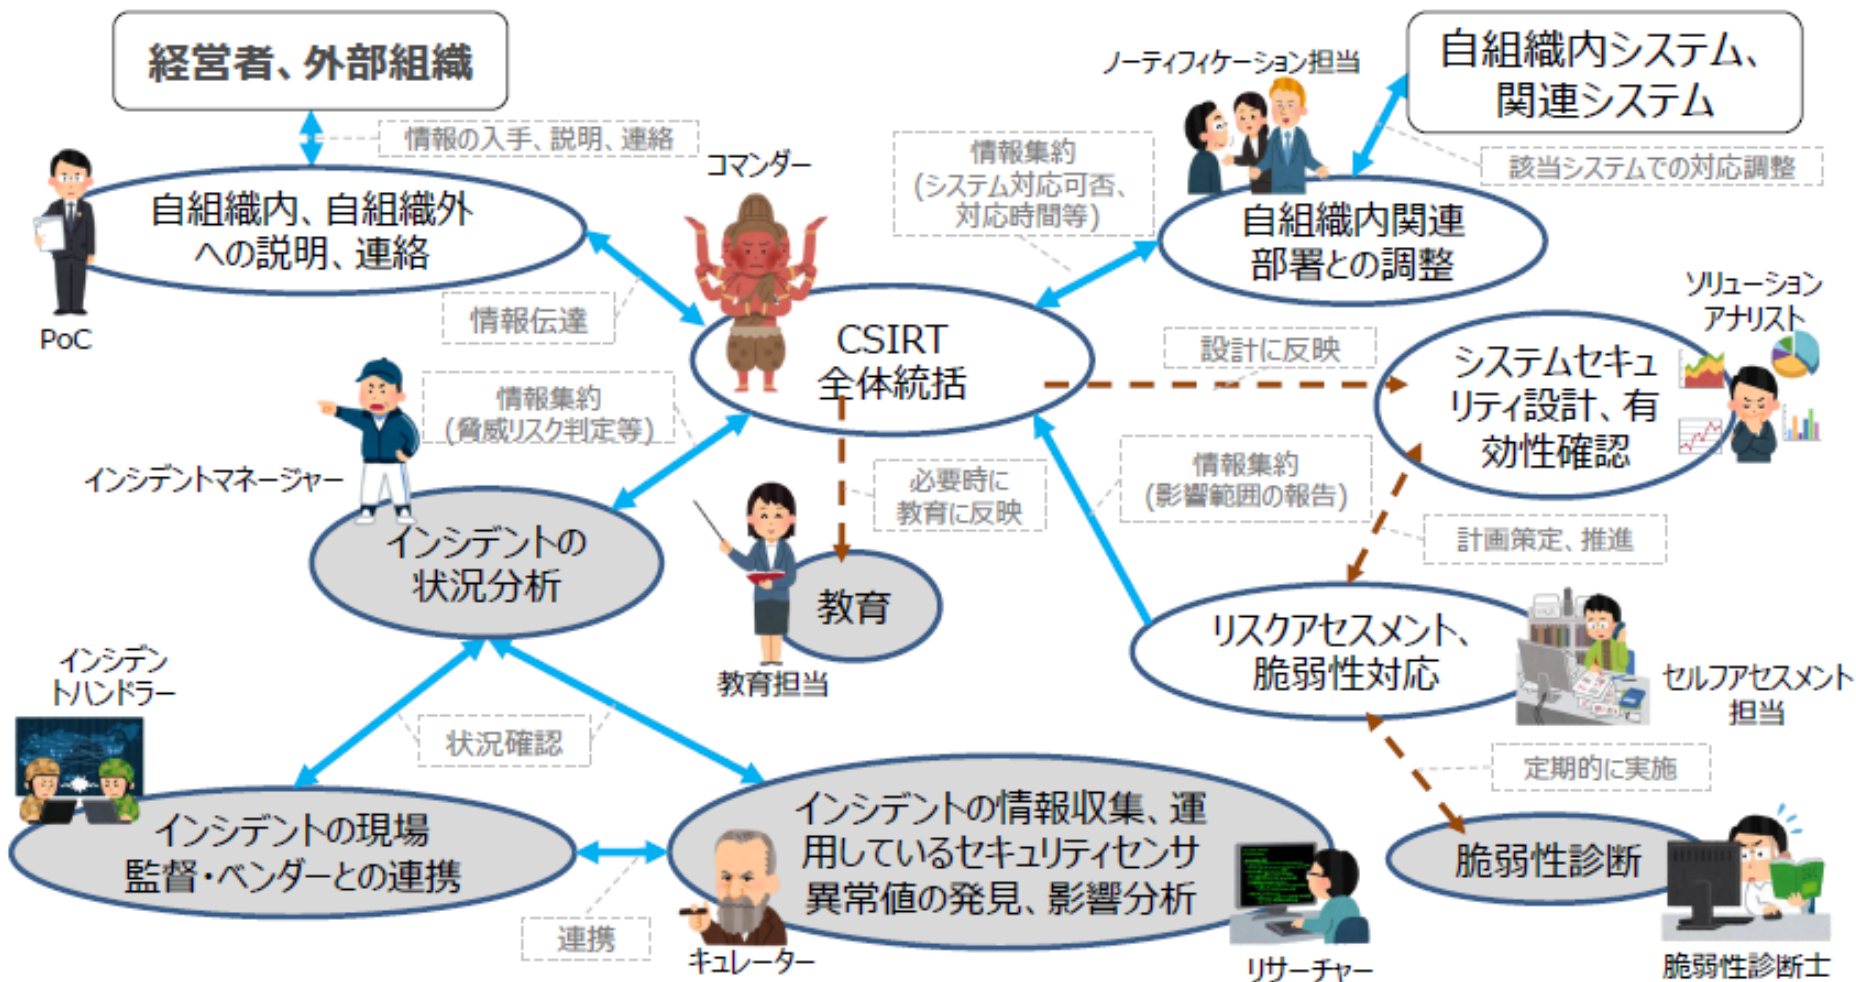 経営者、外部組織
情報の入手、説明、連絡
自組織内、自組織外
への説明、連絡
PoC
情報伝達
コマンダー
CSIRT
全体統括
ノーティフィケーション担当
自組織内システム、
関連システム
情報集約
(システム対応可否、
対応時間等)
該当システムでの対応調整
自組織内関連
部署との調整
ソリューション
アナリスト
設計に反映
システムセキュ
リティ設計、有
効性確認
情報集約
(脅威リスク判定等)
インシデントマネージャー
インシデントの
状況分析
必要時に
教育に反映
教育
教育担当
情報集約
(影響範囲の報告)
計画策定、推進
リスクアセスメント、
脆弱性対応
セルフアセスメント
担当
インシデン
トハンドラー
状況確認
インシデントの現場
監督・ベンダーとの連携
連携
インシデントの情報収集、運
用しているセキュリティセンサ
異常値の発見、影響分析
キュレーター
リサーチャー
定期的に実施
脆弱性診断
脆弱性診断士